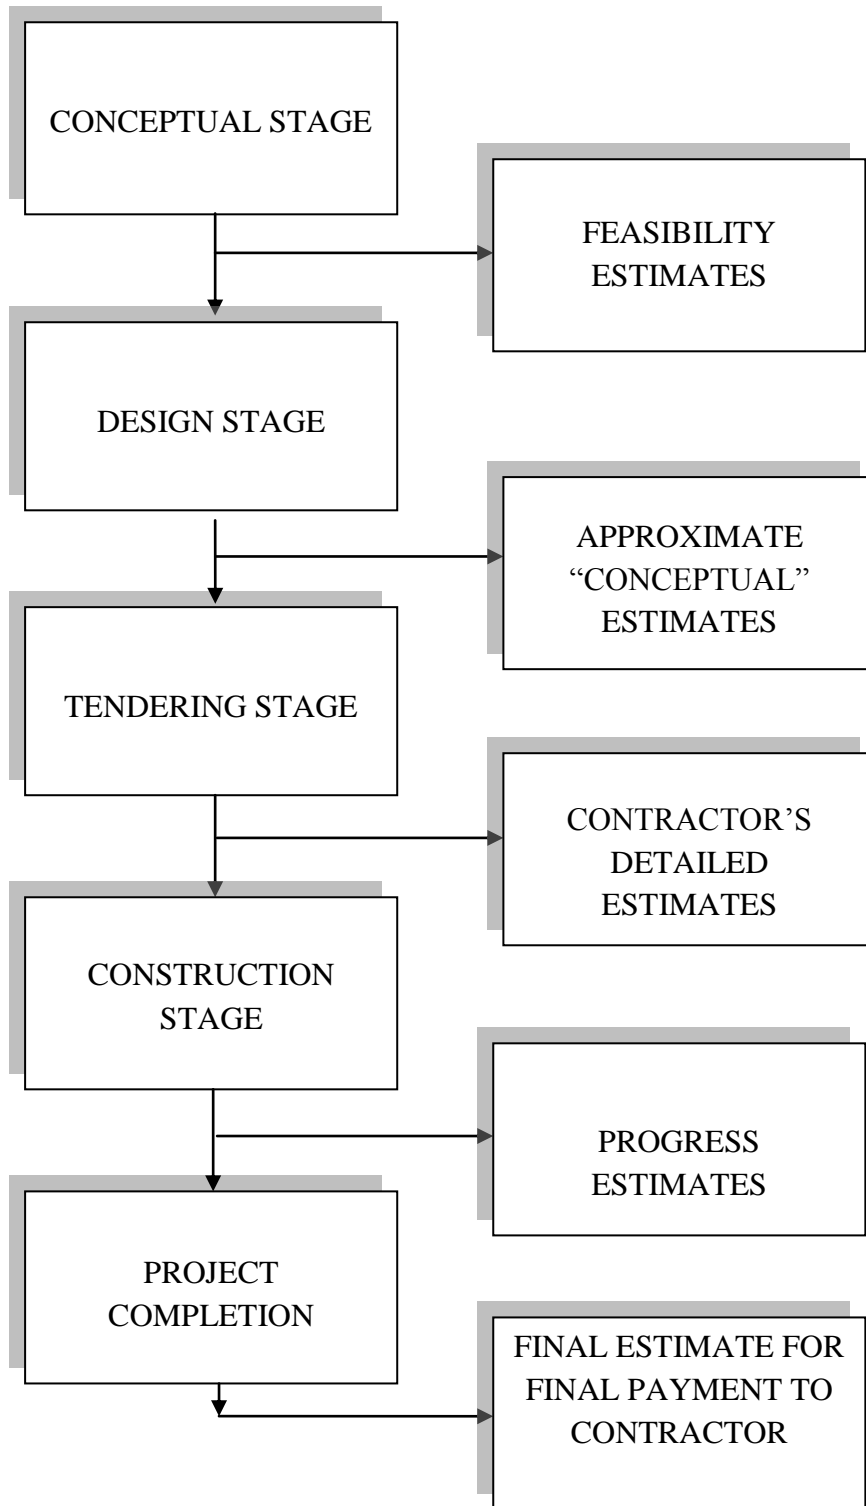 CONCEPTUAL STAGE
FEASIBILITY
ESTIMATES
DESIGN STAGE
APPROXIMATE
“CONCEPTUAL”
ESTIMATES
TENDERING STAGE
CONTRACTOR’S
DETAILED
ESTIMATES
CONSTRUCTION
STAGE
PROGRESS
ESTIMATES
PROJECT
COMPLETION
FINAL ESTIMATE FOR
FINAL PAYMENT TO
CONTRACTOR